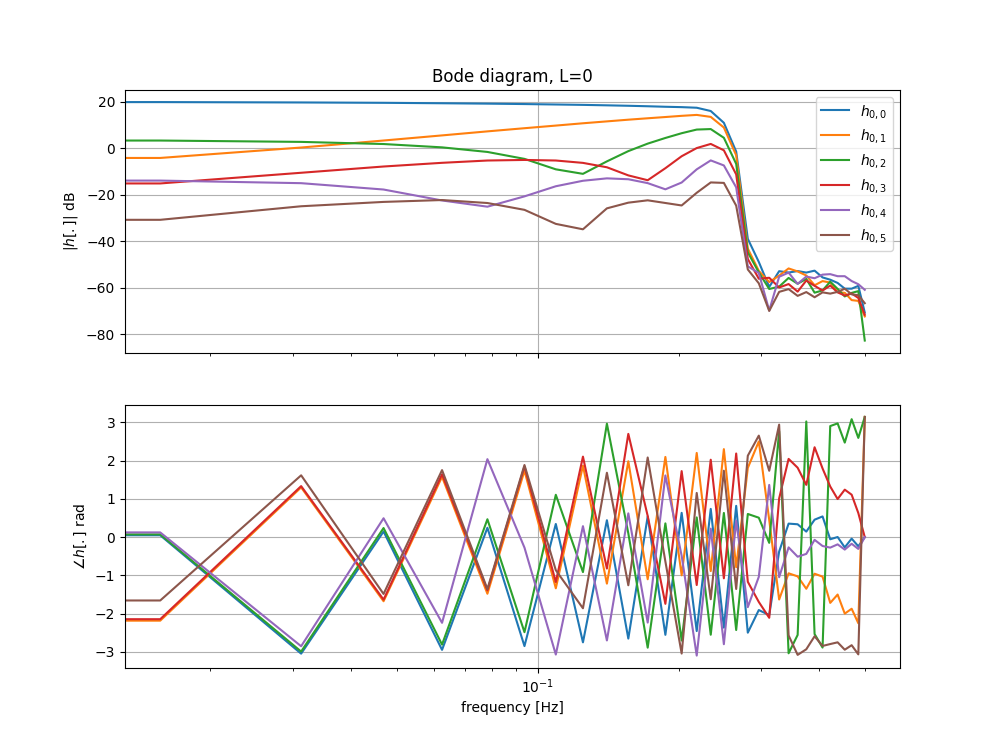 Bode diagram, L=0
20
0
−20
−40
−60
−80
|h[.]| dB
h0,0
h0,1
h0,2
h0,3
h0,4
h0,5
3
2
1
0
−1
−2
−3
∠h[.] rad
10−1
frequency [Hz]